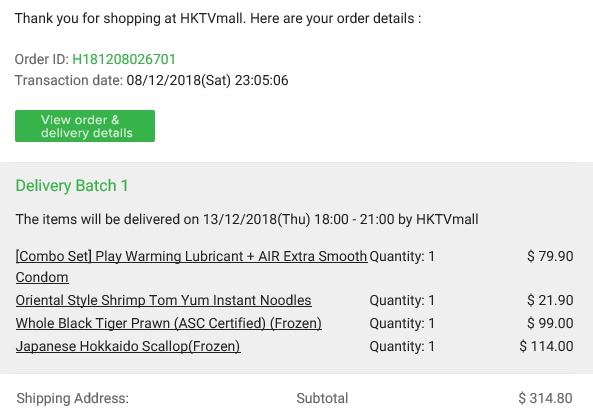 Thank you for shopping at HKTVmall. Here are your order details :
Order ID: H181208026701
Transaction date: 08/12/2018(Sat) 23:05:06
View order &
delivery details
Delivery Batch 1
The items will be delivered on 13/12/2018(Thu) 18:00 - 21:00 by HKTVmall
[Combo Set] Play Warming Lubricant + AIR Extra Smooth Quantity: 1 $ 79.90
Condom
Oriental Style Shrimp Tom Yum Instant Noodles Quantity: 1 $ 21.90
Whole Black Tiger Prawn (ASC Certified) (Frozen) Quantity: 1 $ 99.00
Japanese Hokkaido Scallop(Frozen) Quantity: 1 $ 114.00
Shipping Address: Subtotal $ 314.80